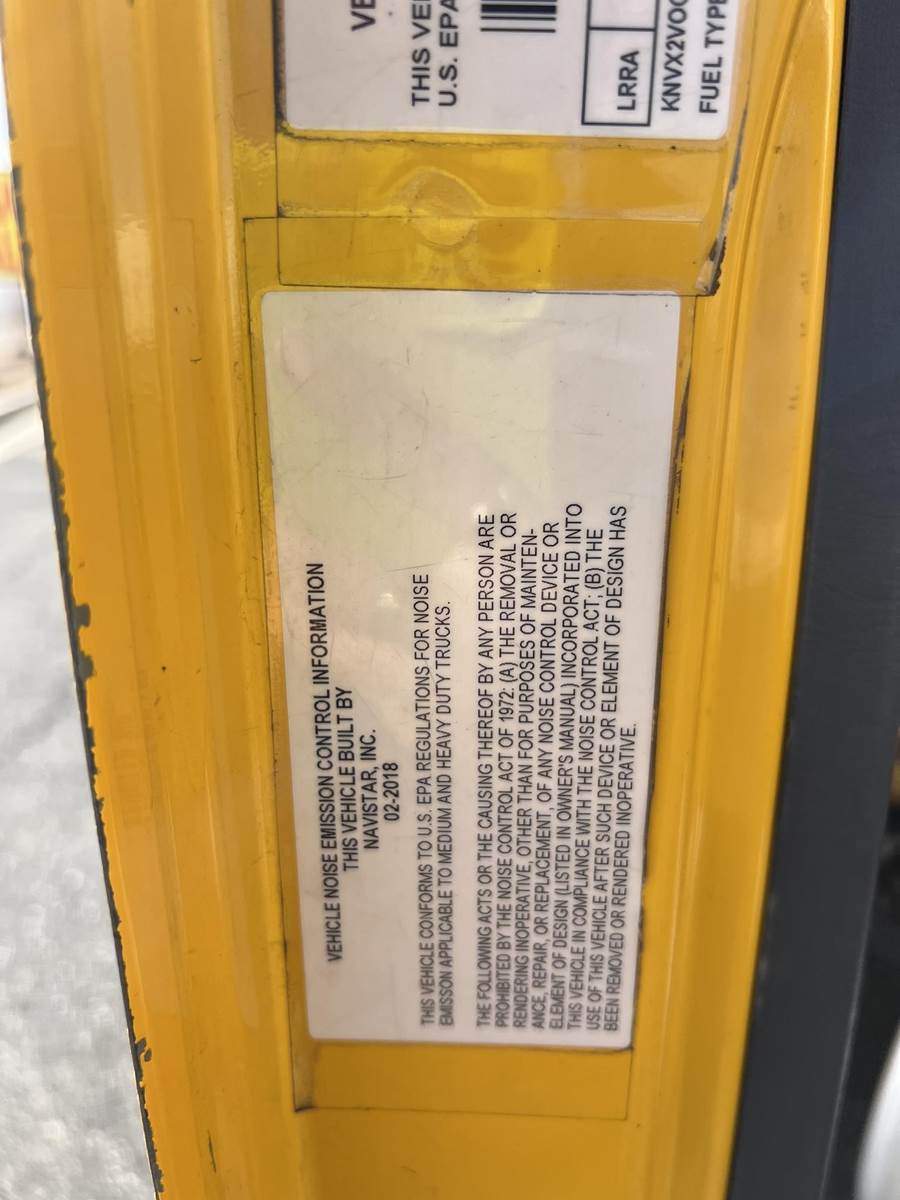 VE
THIS VE
U.S. EPA
LRRA
KNVX2VO
FUEL TYPE
VEHICLE NOISE EMISSION CONTROL INFORMATION
THIS VEHICLE BUILT BY
NAVISTAR, INC.
02-2018
THIS VEHICLE CONFORMS TO U.S. EPA REGULATIONS FOR NOISE
EMISSON APPLICABLE TO MEDIUM AND HEAVY DUTY TRUCKS.
THE FOLLOWING ACTS OR THE CAUSING THEREOF BY ANY PERSON ARE
PROHIBITED BY THE NOISE CONTROL ACT OF 1972: (A) THE REMOVAL OR
RENDERING INOPERATIVE, OTHER THAN FOR PURPOSES OF MAINTEN-
ANCE, REPAIR, OR REPLACEMENT, OF ANY NOISE CONTROL DEVICE OR
ELEMENT OF DESIGN (LISTED IN OWNER'S MANUAL) INCORPORATED INTO
THIS VEHICLE IN COMPLIANCE WITH THE NOISE CONTROL ACT; (B) THE
USE OF THIS VEHICLE AFTER SUCH DEVICE OR ELEMENT OF DESIGN HAS
BEEN REMOVED OR RENDERED INOPERATIVE.